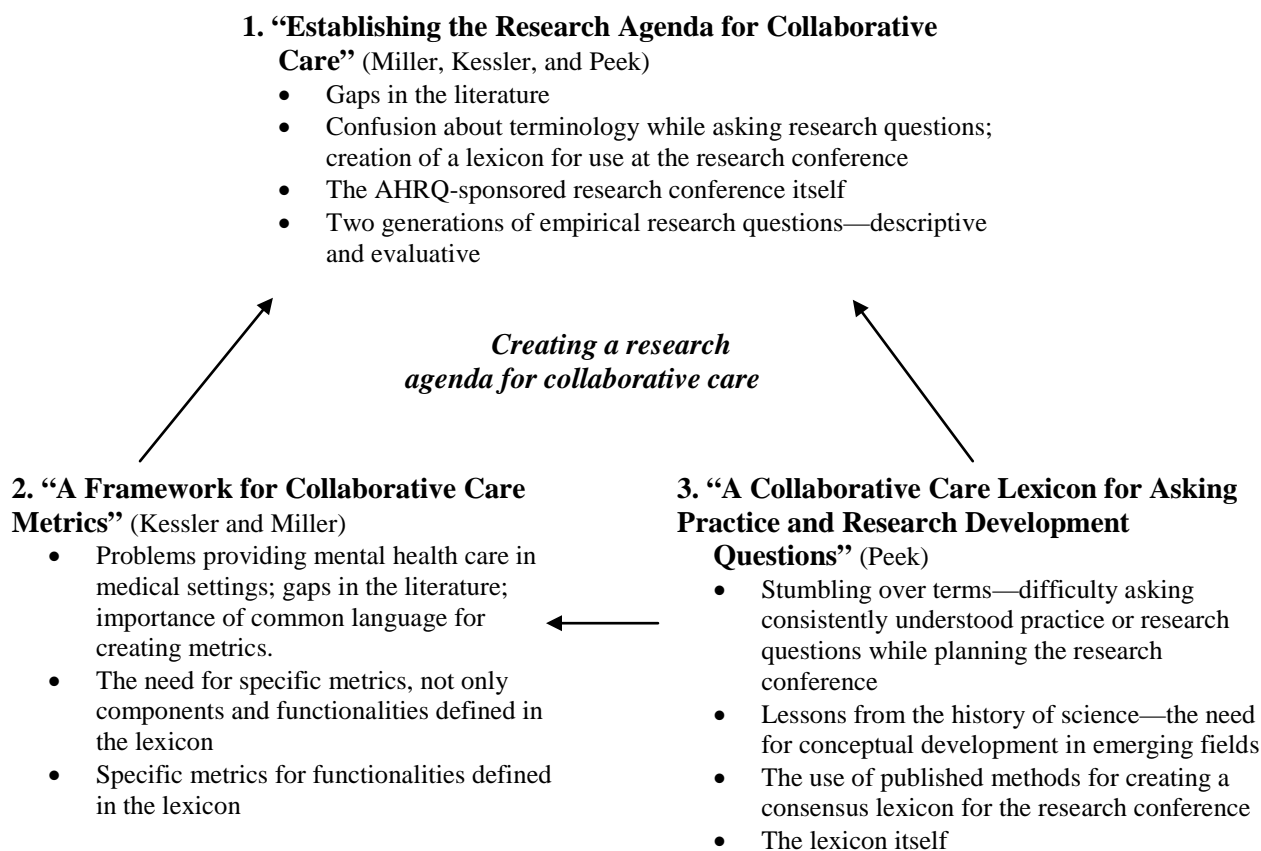 1. “Establishing the Research Agenda for Collaborative
Care” (Miller, Kessler, and Peek)
• Gaps in the literature
• Confusion about terminology while asking research questions;
creation of a lexicon for use at the research conference
• The AHRQ-sponsored research conference itself
• Two generations of empirical research questions—descriptive
and evaluative
Creating a research
agenda for collaborative care
2. “A Framework for Collaborative Care
Metrics” (Kessler and Miller)
• Problems providing mental health care in
medical settings; gaps in the literature;
importance of common language for
creating metrics.
• The need for specific metrics, not only
components and functionalities defined in
the lexicon
• Specific metrics for functionalities defined
in the lexicon
3. “A Collaborative Care Lexicon for Asking
Practice and Research Development
Questions” (Peek)
• Stumbling over terms—difficulty asking
consistently understood practice or research
questions while planning the research
conference
• Lessons from the history of science—the need
for conceptual development in emerging fields
• The use of published methods for creating a
consensus lexicon for the research conference
• The lexicon itself